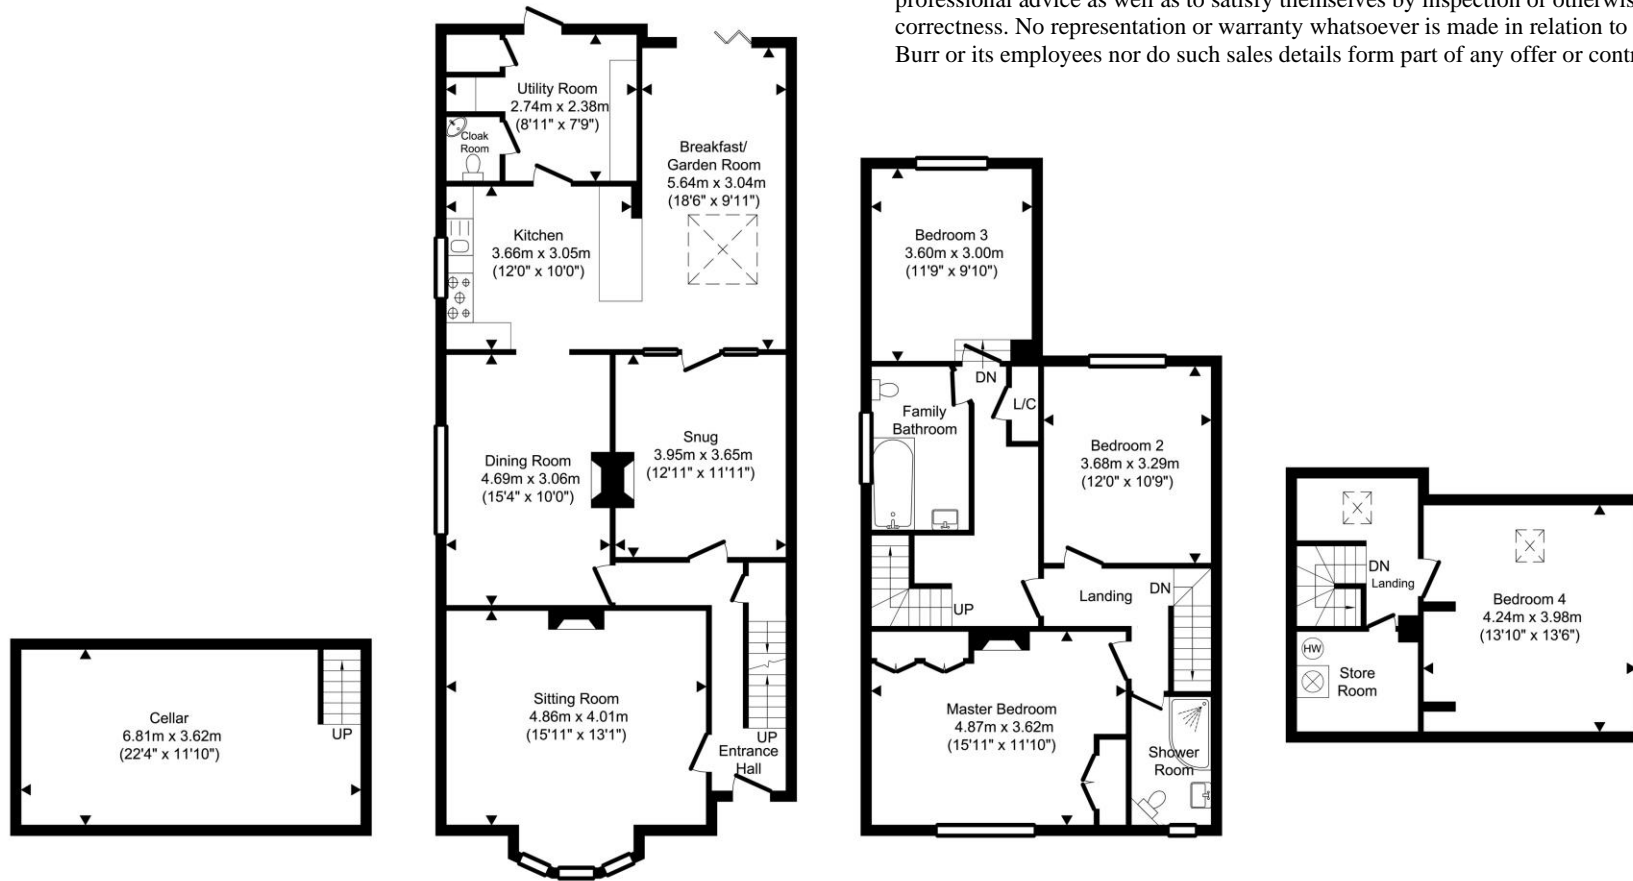 professional advice as well as to satisfy themselves by inspection or otherwis
correctness. No representation or warranty whatsoever is made in relation to
Burr or its employees nor do such sales details form part of any offer or contr
Utility Room
2.74m x 2.38m
(8'11" x 7'9")
Cloak
Room
Breakfast/
Garden Room
5.64m x 3.04m
(18'6" x 9'11")
Kitchen
3.66m x 3.05m
(12'0" x 10'0")
Dining Room
4.69m x 3.06m
(15'4" x 10'0")
Snug
3.95m x 3.65m
(12'11" x 11'11")
Sitting Room
4.86m x 4.01m
(15'11" x 13'1")
UP
Entrance
Hall
Cellar
6.81m x 3.62m
(22'4" x 11'10")
UP
Bedroom 3
3.60m x 3.00m
(11'9" x 9'10")
DN
L/C
Family
Bathroom
Bedroom 2
3.68m x 3.29m
(12'0" x 10'9")
UP
Landing
DN
Master Bedroom
4.87m x 3.62m
(15'11" x 11'10")
Shower
Room
DN
Landing
Bedroom 4
4.24m x 3.98m
(13'10" x 13'6")
HW
Store
Room